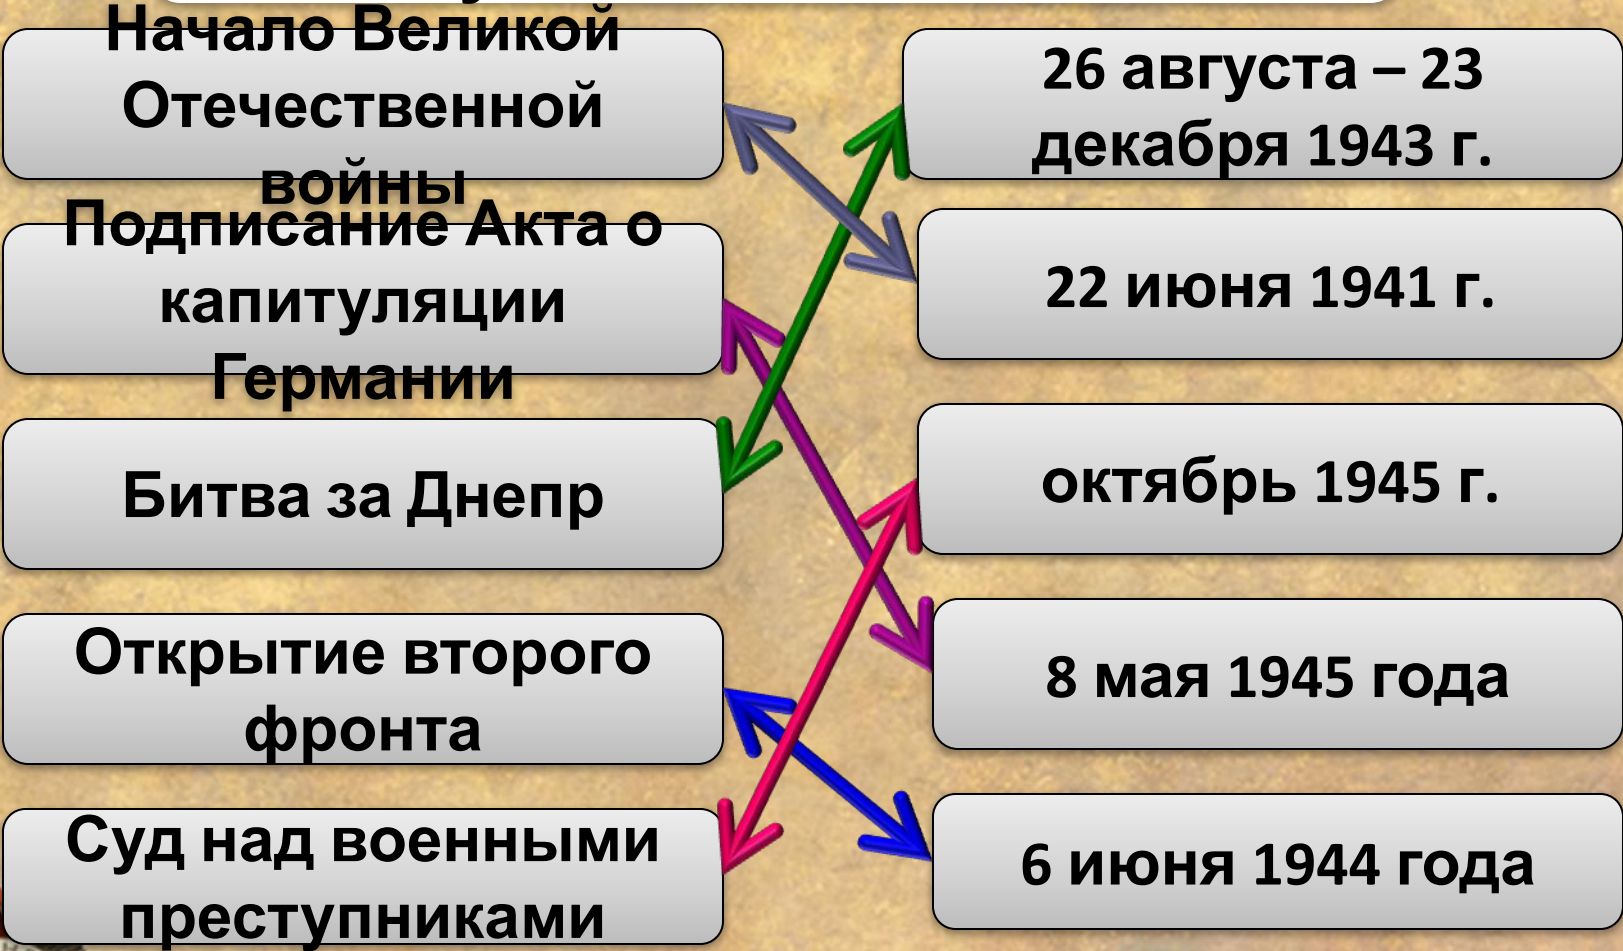 Начало Великой
Отечественной
войны
26 августа – 23
декабря 1943 г.
Подписание Акта о
капитуляции
Германии
22 июня 1941 г.
Битва за Днепр
октябрь 1945 г.
Открытие второго
фронта
8 мая 1945 года
Суд над военными
преступниками
6 июня 1944 года